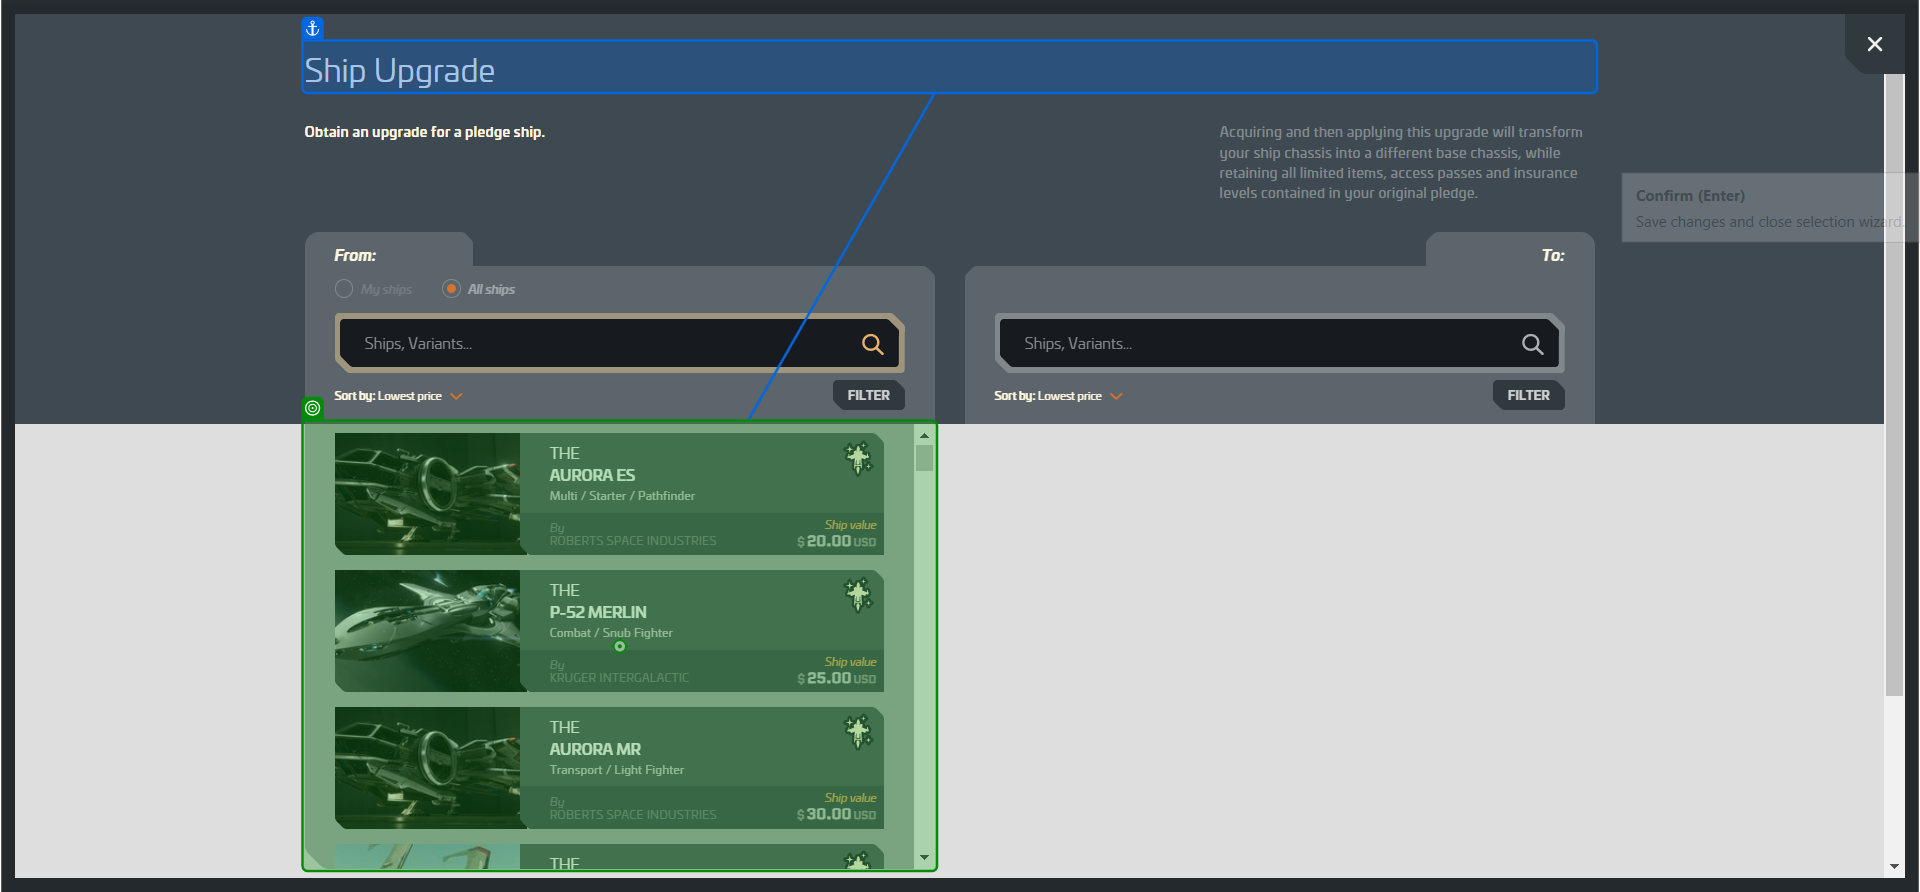 Ship Upgrade
Obtain an upgrade for a pledge ship.
Acquiring and then applying this upgrade will transform
your ship chassis into a different base chassis, while
retaining all limited items, access passes and insurance
levels contained in your original pledge.
Confirm (Enter)
Save changes and close selection wizard.
From:
My ships
All ships
Ships, Variants...
Sort by: Lowest price
FILTER
To:
Ships, Variants...
Sort by: Lowest price
FILTER
THE
AURORA ES
Multi / Starter / Pathfinder
By
ROBERTS SPACE INDUSTRIES
Ship value
$ 20.00 USD
THE
P-52 MERLIN
Combat / Snub Fighter
By
KRUGER INTERGALACTIC
Ship value
$ 25.00 USD
THE
AURORA MR
Transport / Light Fighter
By
ROBERTS SPACE INDUSTRIES
Ship value
$ 30.00 USD
THE